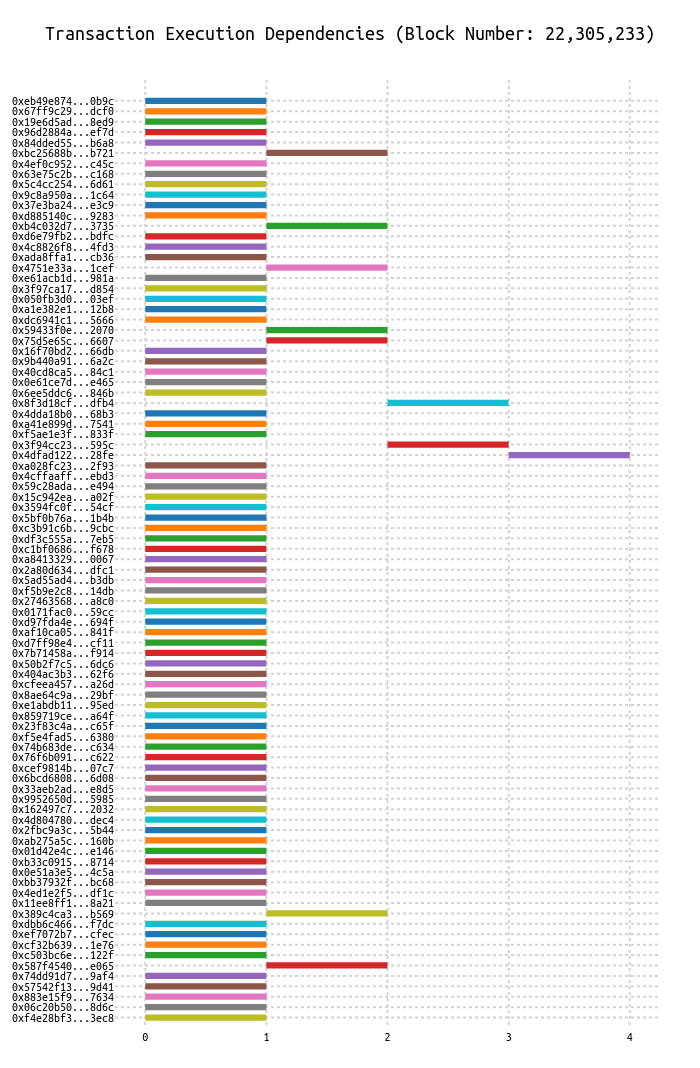 Transaction Execution Dependencies (Block Number: 22,305,233)
0xeb49e874...0b9c
0x67ff9c29...dcf0
0x19e6d5ad...8ed9
0x96d2884a...ef7d
0x84dded55...b6a8
0xbc25688b...b721
0x4ef0c952...c45c
0x63e75c2b...c168
0x5c4cc254...6d61
0x9c8a950a...1c64
0x37e3ba24...e3c9
0xd885140c...9283
0xb4c032d7...3735
0xd6e79fb2...bdfc
0x4c8826f8...4fd3
0xada8ffa1...cb36
0x4751e33a...1cef
0xe61acb1d...981a
0x3f97ca17...d854
0x050fb3d0...03ef
0xa1e382e1...12b8
0xdc6941c1...5666
0x59433f0e...2070
0x75d5e65c...6607
0x16f70bd2...66db
0x9b440a91...6a2c
0x40cd8ca5...84c1
0x0e61ce7d...e465
0x6ee5ddc6...846b
0x8f3d18cf...dfb4
0x4dda18b0...68b3
0xa41e899d...7541
0xf5ae1e3f...833f
0x3f94cc23...595c
0x4dfad122...28fe
0xa028fc23...2f93
0x4cffaaff...ebd3
0x59c28ada...e494
0x15c942ea...a02f
0x3594fc0f...54cf
0x5bf0b76a...1b4b
0xc3b91c6b...9cbc
0xdf3c555a...7eb5
0xc1bf0686...f678
0xa8413329...0067
0x2a80d634...dfc1
0x5ad55ad4...b3db
0xf5b9e2c8...14db
0x27463568...a8c0
0x0171fac0...59cc
0xd97fda4e...694f
0xaf10ca05...841f
0xd7ff98e4...cf11
0x7b71458a...f914
0x50b2f7c5...6dc6
0x404ac3b3...62f6
0xcfeea457...a26d
0x8ae64c9a...29bf
0xe1abdb11...95ed
0x859719ce...a64f
0x23f83c4a...c65f
0xf5e4fad5...6380
0x74b683de...c634
0x76f6b091...c622
0xcef9814b...07c7
0x6bcd6808...6d08
0x33aeb2ad...e8d5
0x9952650d...5985
0x162497c7...2032
0x4d804780...dec4
0x2fbc9a3c...5b44
0xab275a5c...160b
0x01d42e4c...e146
0xb33c0915...8714
0x0e51a3e5...4c5a
0xbb37932f...bc68
0x4ed1e2f5...df1c
0x11ee8ff1...8a21
0x389c4ca3...b569
0xdbb6c466...f7dc
0xef7072b7...cfec
0xcf32b639...1e76
0xc503bc6e...122f
0x587f4540...e065
0x74dd91d7...9af4
0x57542f13...9d41
0x883e15f9...7634
0x06c20b50...8d6c
0xf4e28bf3...3ec8
0 1 2 3 4